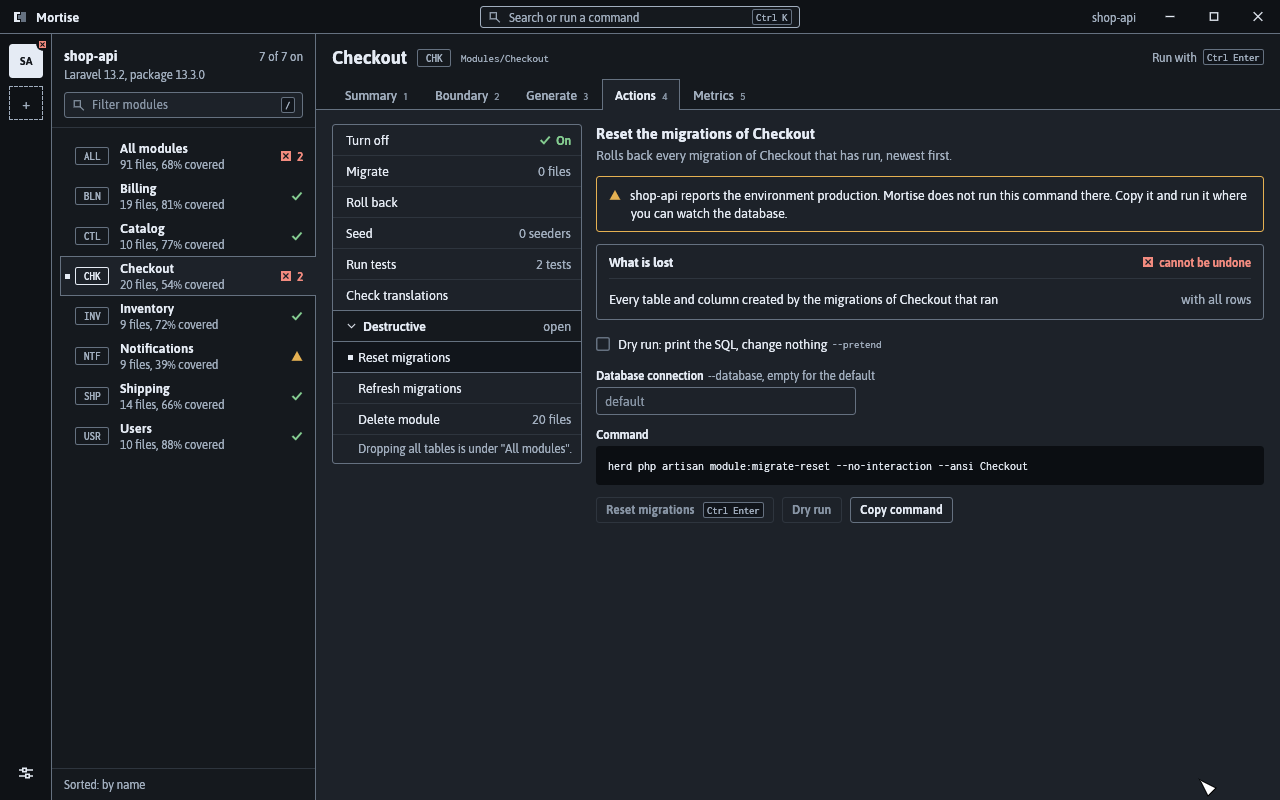 Mortise
Search or run a command
Ctrl K
shop-api
SA
+
shop-api
7 of 7 on
Laravel 13.2, package 13.3.0
Filter modules
/
ALL
All modules
91 files, 68% covered
2
BLN
Billing
19 files, 81% covered
CTL
Catalog
10 files, 77% covered
CHK
Checkout
20 files, 54% covered
2
INV
Inventory
9 files, 72% covered
NTF
Notifications
9 files, 39% covered
SHP
Shipping
14 files, 66% covered
USR
Users
10 files, 88% covered
Sorted: by name
Checkout
CHK
Modules/Checkout
Run with
Ctrl Enter
Summary 1
Boundary 2
Generate 3
Actions 4
Metrics 5
Turn off
On
Migrate
0 files
Roll back
Seed
0 seeders
Run tests
2 tests
Check translations
Destructive
open
Reset migrations
Refresh migrations
Delete module
20 files
Dropping all tables is under "All modules".
Reset the migrations of Checkout
Rolls back every migration of Checkout that has run, newest first.
shop-api reports the environment production. Mortise does not run this command there. Copy it and run it where
you can watch the database.
What is lost
cannot be undone
Every table and column created by the migrations of Checkout that ran
with all rows
Dry run: print the SQL, change nothing --pretend
Database connection --database, empty for the default
default
Command
herd php artisan module:migrate-reset --no-interaction --ansi Checkout
Reset migrations
Ctrl Enter
Dry run
Copy command